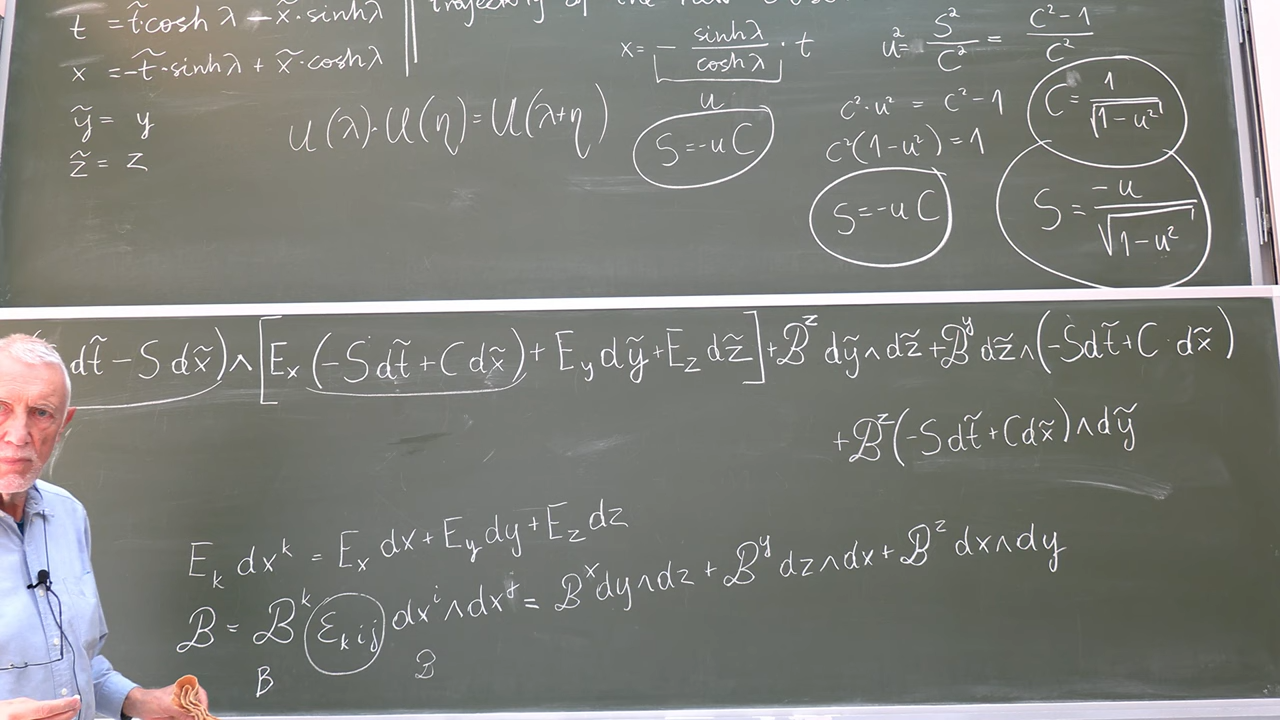 t = t̃ cosh λ − x̃ · sinh λ
x = −t̃ · sinh λ + x̃ · cosh λ
ỹ = y
z̃ = z
trajectory of the
U(λ) · U(η) = U(λ+η)
x = − sinh λ / cosh λ · t
u
S = −u C
u² = S² / C² = C² − 1 / C²
C² · u² = C² − 1
C²(1 − u²) = 1
S = −u C
C = 1 / √1 − u²
S = −u / √1 − u²
dt̃ − S dx̃) ∧ [E_x (−S dt̃ + C dx̃) + E_y dỹ + E_z dz̃] + B^z dỹ ∧ dz̃ + B^y dz̃ ∧ (−S dt̃ + C · dx̃)
+ B^z (−S dt̃ + C dx̃) ∧ dỹ
E_k dx^k = E_x dx + E_y dy + E_z dz
B = B^k ε_kij dx^i ∧ dx^j = B^x dy ∧ dz + B^y dz ∧ dx + B^z dx ∧ dy
B B